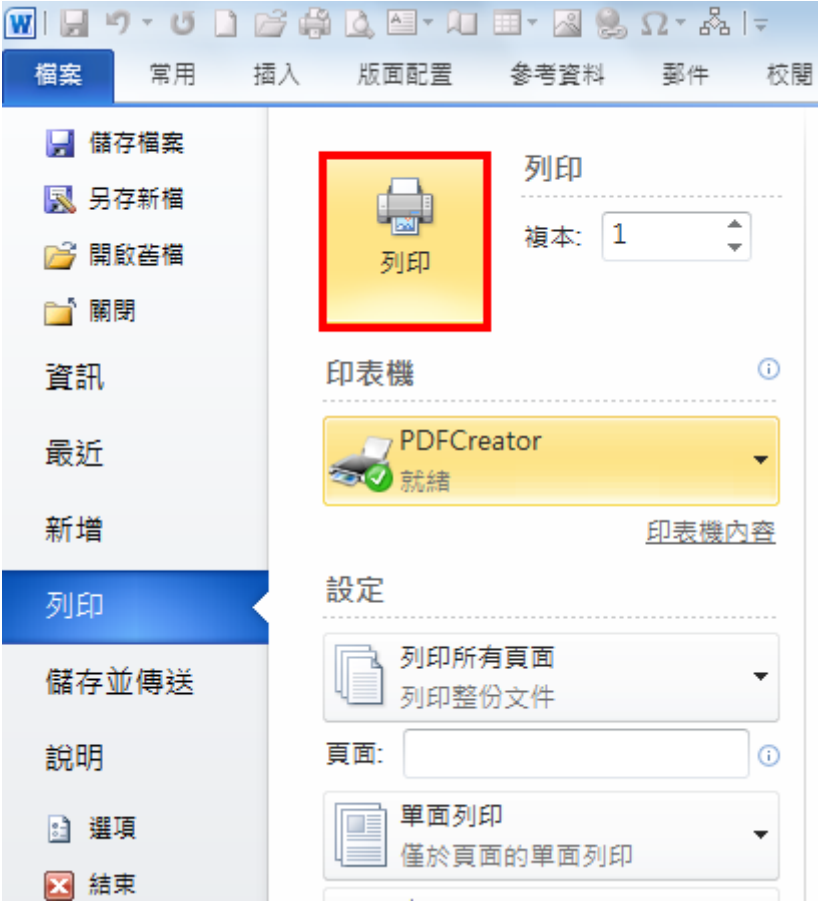 W
檔案 常用 插入 版面配置 參考資料 郵件 校閱
儲存檔案
另存新檔
開啟舊檔
關閉
資訊
最近
新增
列印
儲存並傳送
說明
選項
結束
列印
列印
複本: 1
印表機
PDFCreator
就緒
印表機內容
設定
列印所有頁面
列印整份文件
頁面:
單面列印
僅於頁面的單面列印